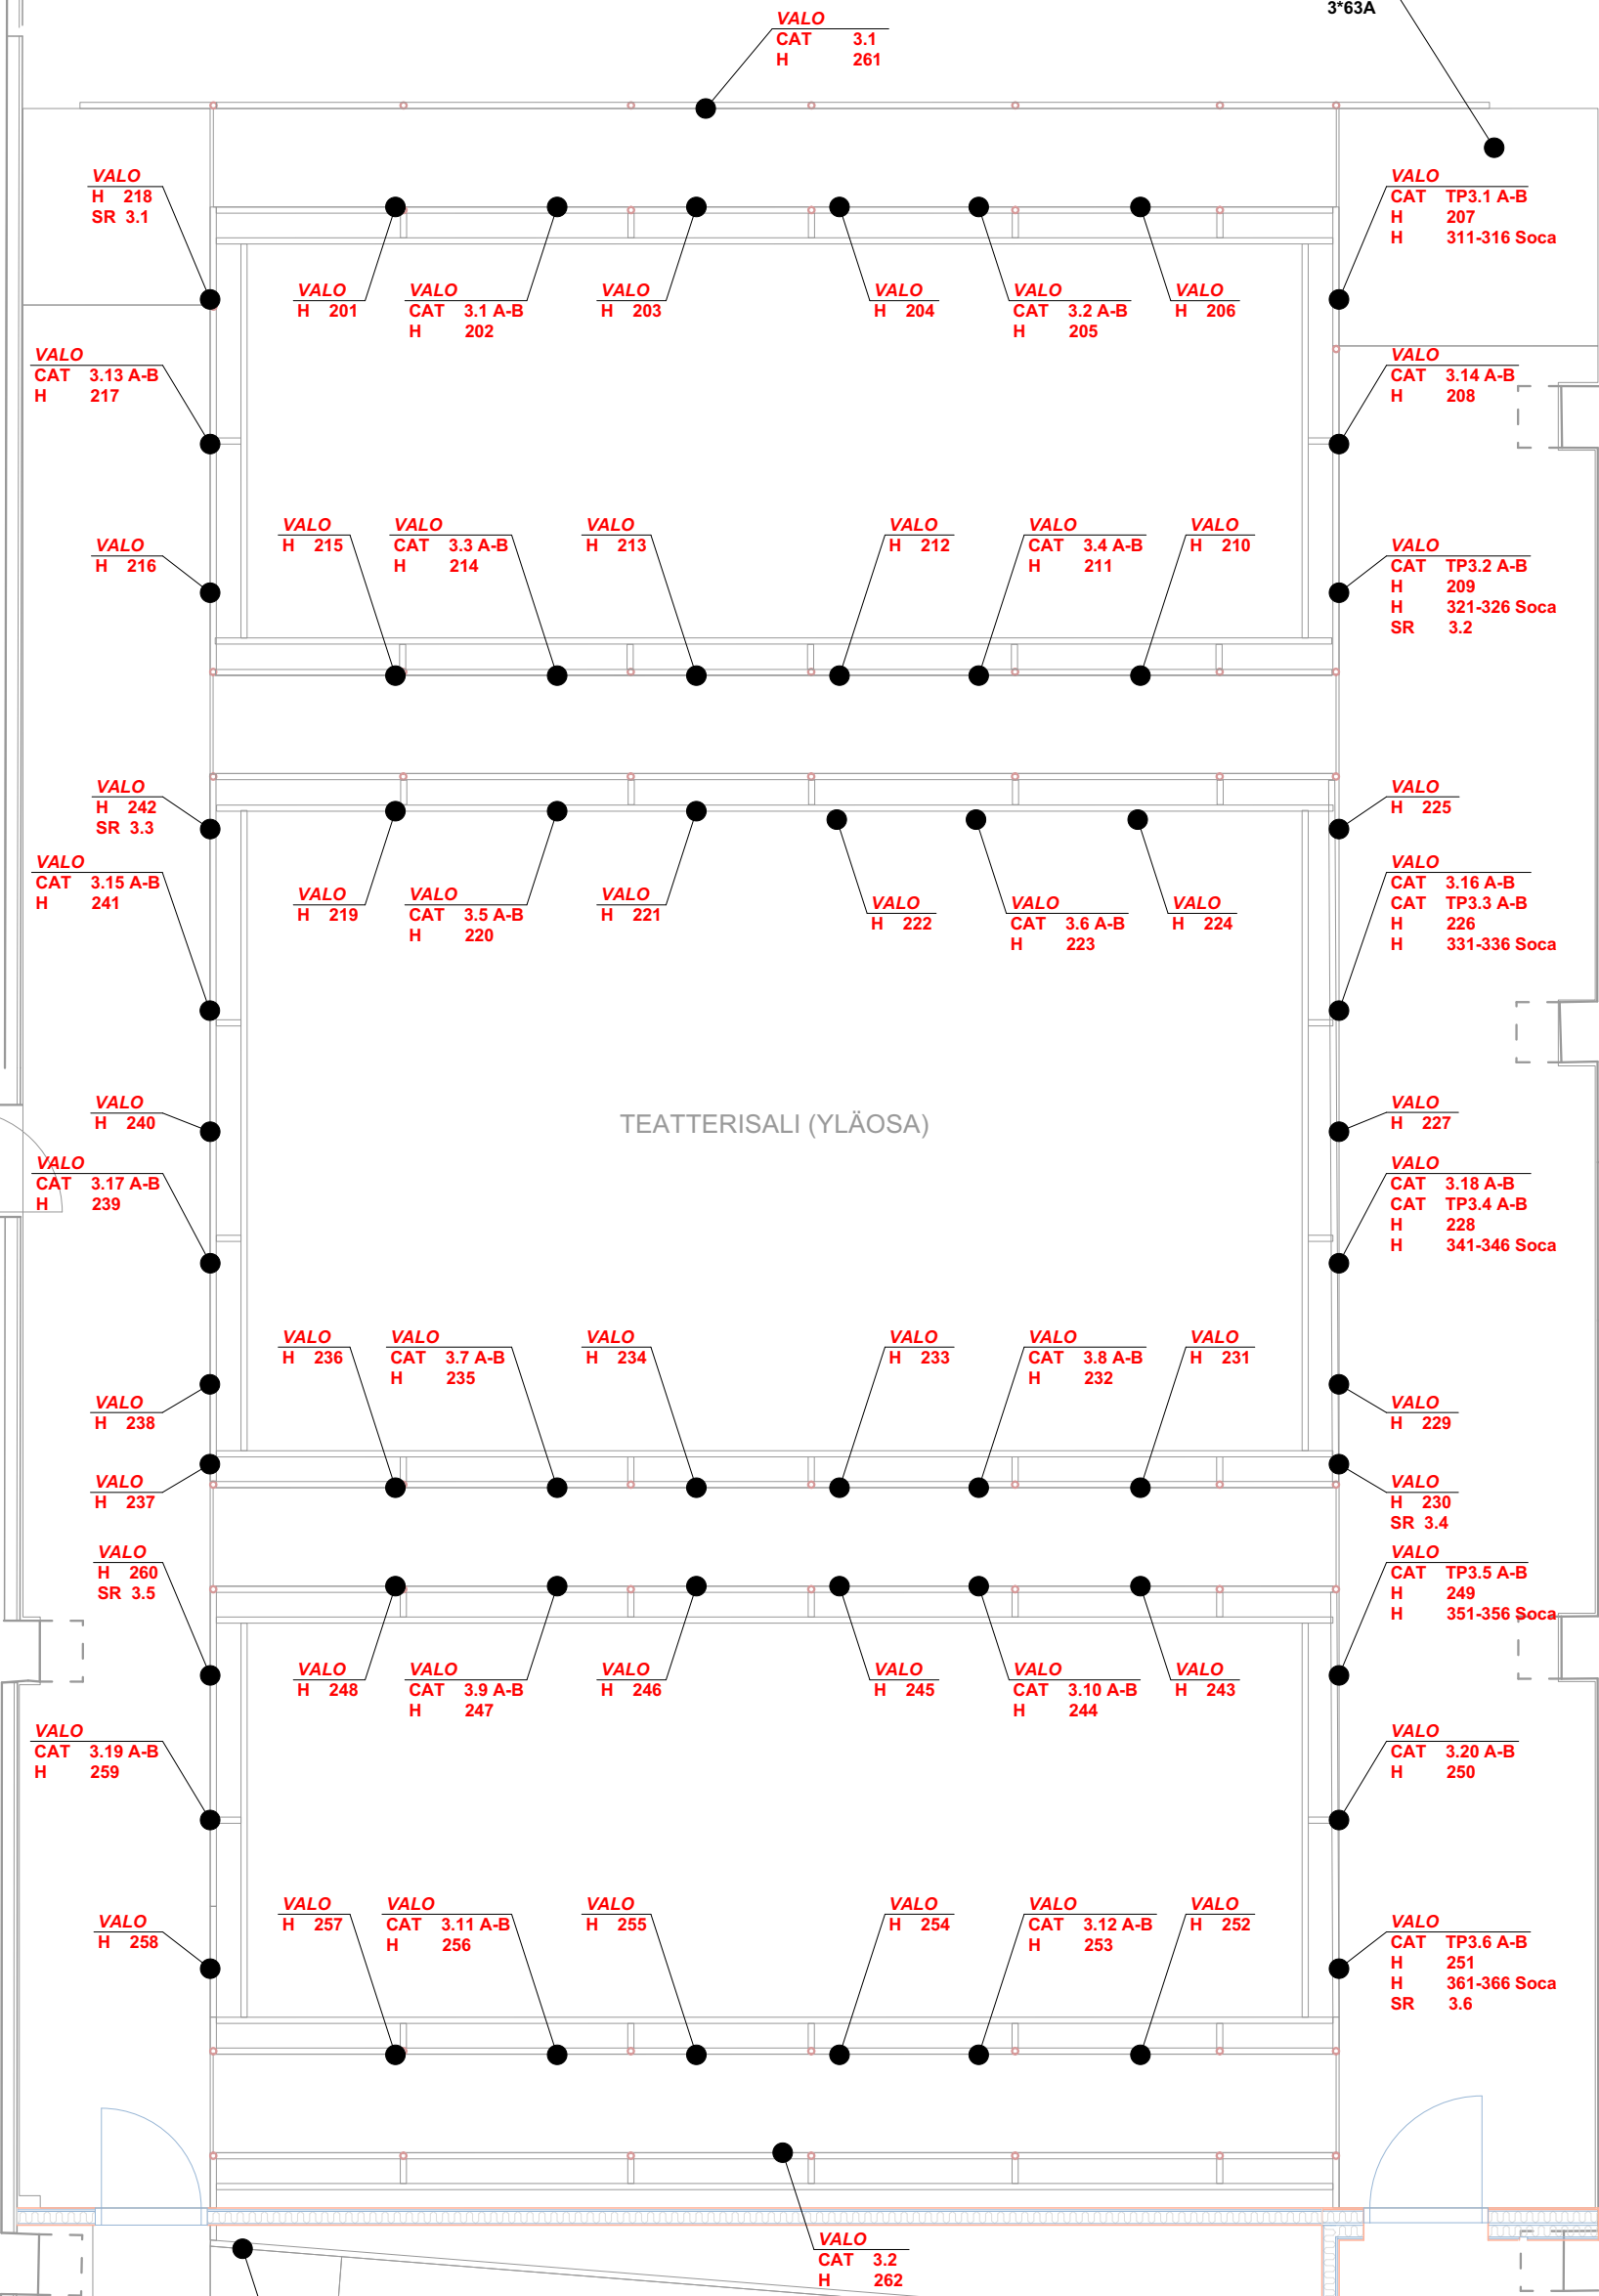 3*63A
VALO
CAT 3.1
H 261
VALO
H 218
SR 3.1
VALO
CAT TP3.1 A-B
H 207
H 311-316 Soca
VALO
H 201
VALO
CAT 3.1 A-B
H 202
VALO
H 203
VALO
H 204
VALO
CAT 3.2 A-B
H 205
VALO
H 206
VALO
CAT 3.13 A-B
H 217
VALO
CAT 3.14 A-B
H 208
VALO
H 216
VALO
H 215
VALO
CAT 3.3 A-B
H 214
VALO
H 213
VALO
H 212
VALO
CAT 3.4 A-B
H 211
VALO
H 210
VALO
CAT TP3.2 A-B
H 209
H 321-326 Soca
SR 3.2
VALO
H 242
SR 3.3
VALO
H 225
VALO
CAT 3.15 A-B
H 241
VALO
H 219
VALO
CAT 3.5 A-B
H 220
VALO
H 221
VALO
H 222
VALO
CAT 3.6 A-B
H 223
VALO
H 224
VALO
CAT 3.16 A-B
CAT TP3.3 A-B
H 226
H 331-336 Soca
TEATTERISALI (YLÄOSA)
VALO
H 240
VALO
H 227
VALO
CAT 3.17 A-B
H 239
VALO
CAT 3.18 A-B
CAT TP3.4 A-B
H 228
H 341-346 Soca
VALO
H 236
VALO
CAT 3.7 A-B
H 235
VALO
H 234
VALO
H 233
VALO
CAT 3.8 A-B
H 232
VALO
H 231
VALO
H 238
VALO
H 229
VALO
H 237
VALO
H 230
SR 3.4
VALO
H 260
SR 3.5
VALO
CAT TP3.5 A-B
H 249
H 351-356 Soca
VALO
H 248
VALO
CAT 3.9 A-B
H 247
VALO
H 246
VALO
H 245
VALO
CAT 3.10 A-B
H 244
VALO
H 243
VALO
CAT 3.19 A-B
H 259
VALO
CAT 3.20 A-B
H 250
VALO
H 258
VALO
H 257
VALO
CAT 3.11 A-B
H 256
VALO
H 255
VALO
H 254
VALO
CAT 3.12 A-B
H 253
VALO
H 252
VALO
CAT TP3.6 A-B
H 251
H 361-366 Soca
SR 3.6
VALO
CAT 3.2
H 262